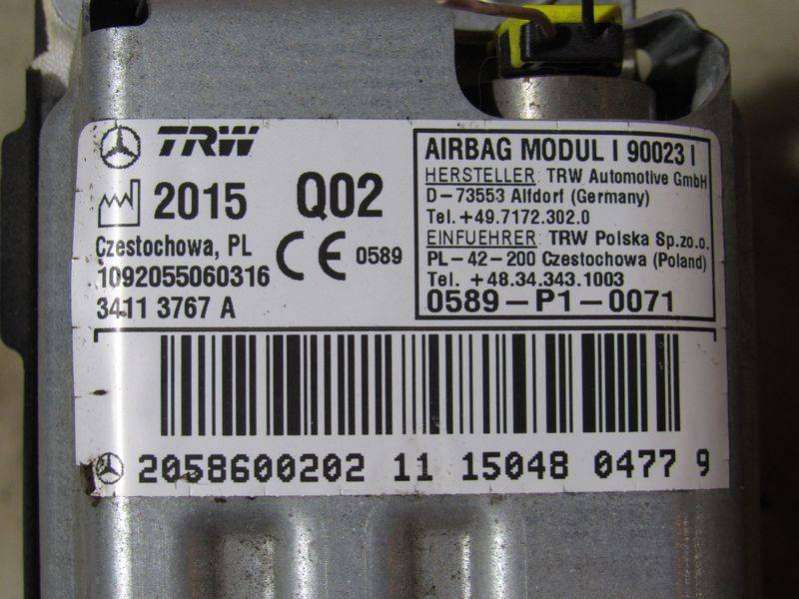 TRW
2015 Q02
Czestochowa, PL
CE 0589
1092055060316
3411 3767 A
AIRBAG MODUL I 90023 I
HERSTELLER: TRW Automotive GmbH
D-73553 Alfdorf (Germany)
Tel. +49.7172.302.0
EINFUEHRER: TRW Polska Sp.zo.o.
PL-42-200 Czestochowa (Poland)
Tel. +48.34.343.1003
0589-P1-0071
2058600202 11 15048 0477 9